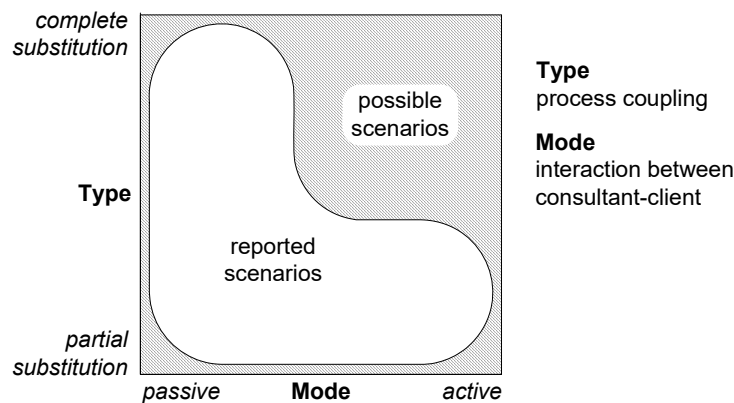 complete
substitution
possible
scenarios
Type
process coupling
Mode
interaction between
consultant-client
Type
reported
scenarios
partial
substitution
passive Mode active